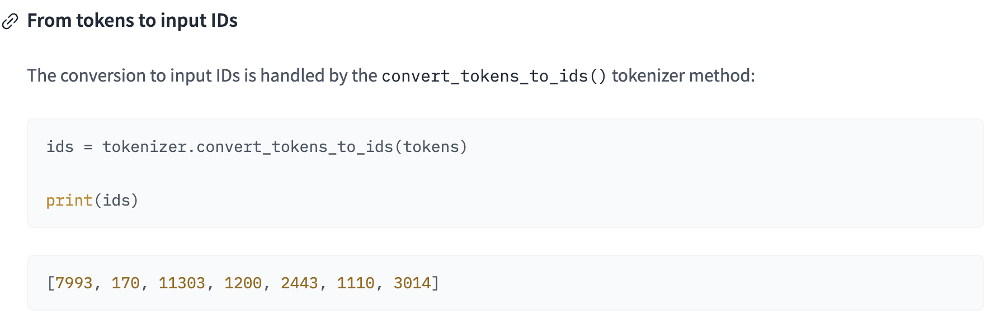 From tokens to input IDs
The conversion to input IDs is handled by the convert_tokens_to_ids() tokenizer method:
ids = tokenizer.convert_tokens_to_ids(tokens)
print(ids)
[7993, 170, 11303, 1200, 2443, 1110, 3014]